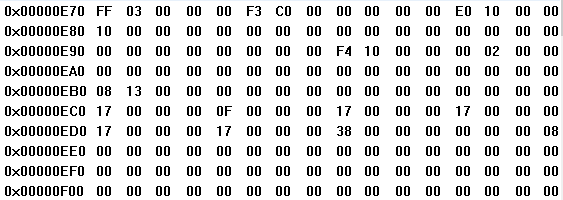 0x00000E70 FF 03 00 00 00 F3 C0 00 00 00 00 00 E0 10 00 00
0x00000E80 10 00 00 00 00 00 00 00 00 00 00 00 00 00 00 00
0x00000E90 00 00 00 00 00 00 00 00 F4 10 00 00 00 02 00 00
0x00000EA0 00 00 00 00 00 00 00 00 00 00 00 00 00 00 00 00
0x00000EB0 08 13 00 00 00 00 00 00 00 00 00 00 00 00 00 00
0x00000EC0 17 00 00 00 0F 00 00 00 17 00 00 00 17 00 00 00
0x00000ED0 17 00 00 00 17 00 00 00 38 00 00 00 00 00 00 08
0x00000EE0 00 00 00 00 00 00 00 00 00 00 00 00 00 00 00 00
0x00000EF0 00 00 00 00 00 00 00 00 00 00 00 00 00 00 00 00
0x00000F00 00 00 00 00 00 00 00 00 00 00 00 00 00 00 00 00